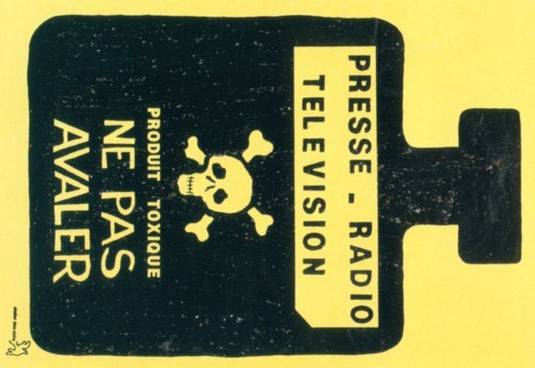 PRESSE - RADIO
TELEVISION
PRODUIT TOXIQUE
NE PAS
AVALER